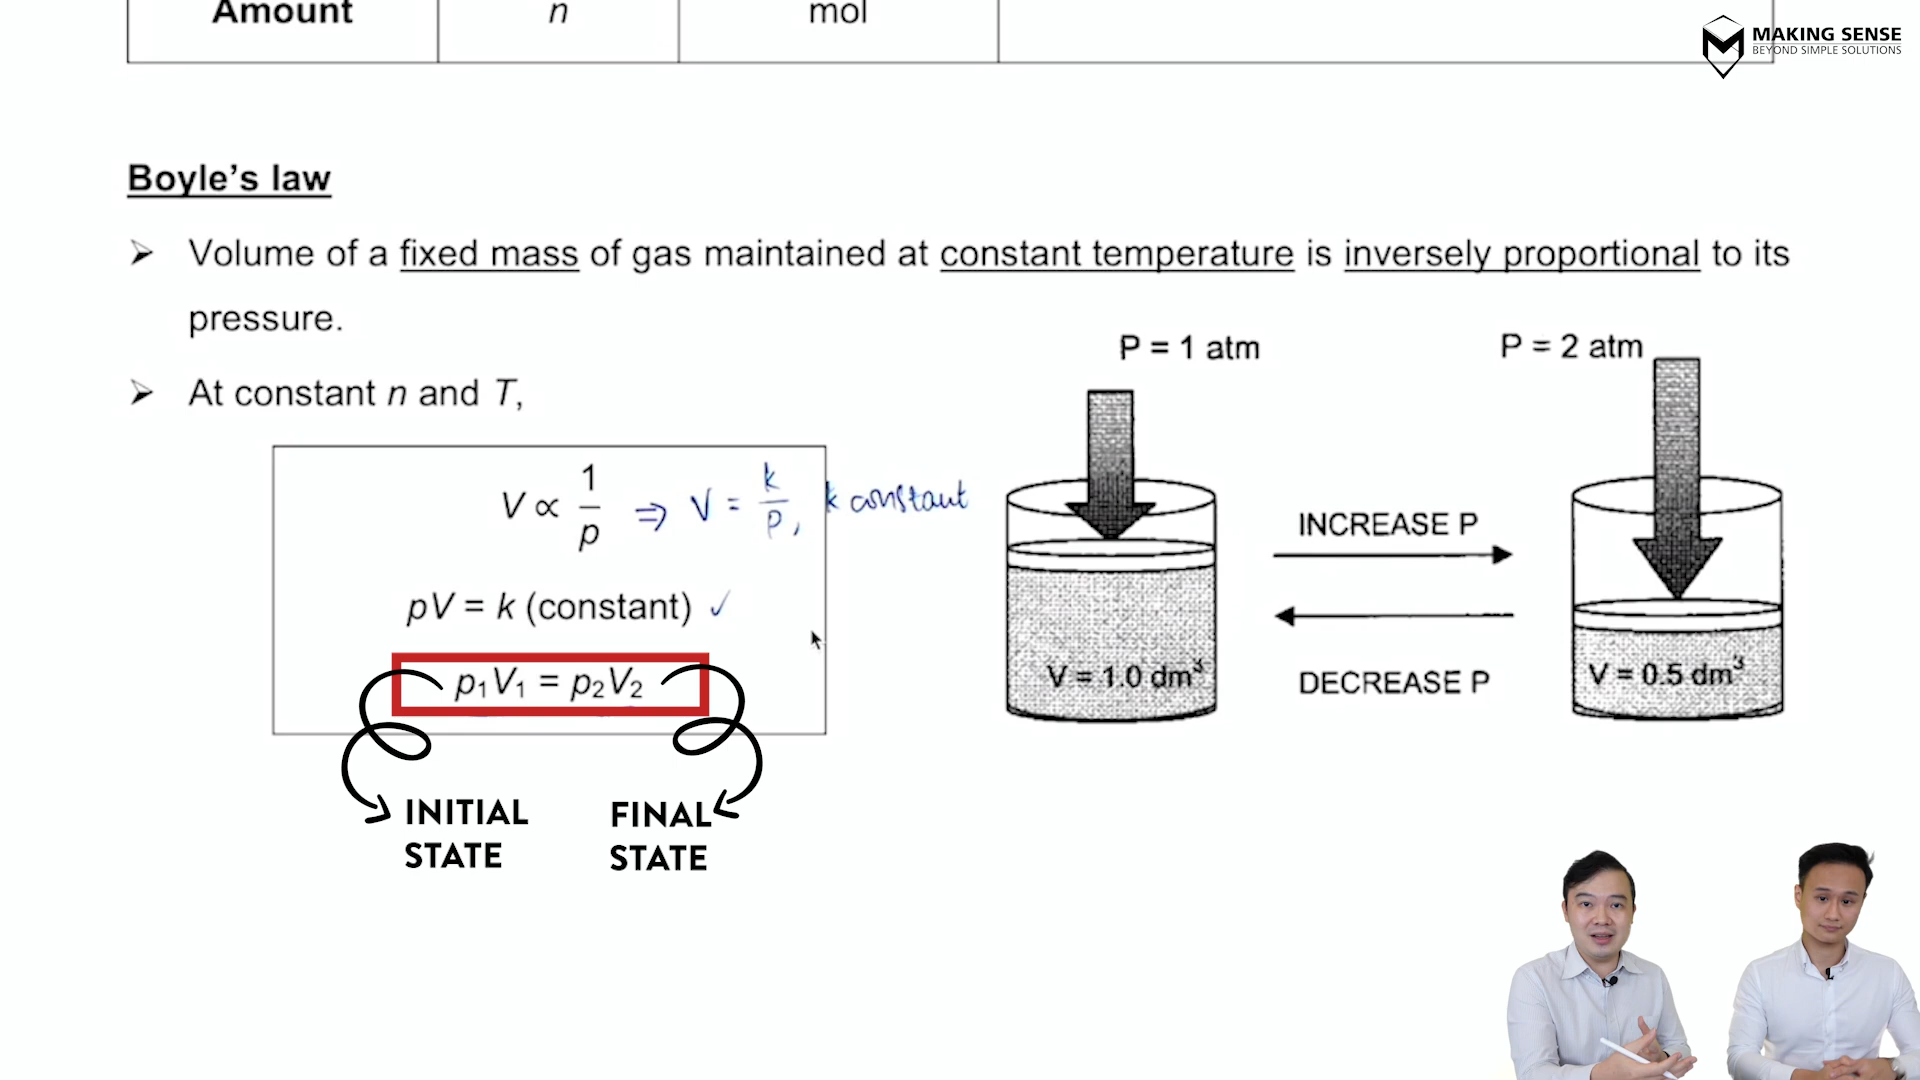 Amount n mol
MAKING SENSE
BEYOND SIMPLE SOLUTIONS
Boyle's law
➢ Volume of a fixed mass of gas maintained at constant temperature is inversely proportional to its
pressure.
➢ At constant n and T,
V ∝ 1/p ⇒ V = k/p, k constant
pV = k (constant) ✓
p₁V₁ = p₂V₂
INITIAL
STATE
FINAL
STATE
P = 1 atm
V = 1.0 dm³
INCREASE P
DECREASE P
P = 2 atm
V = 0.5 dm³